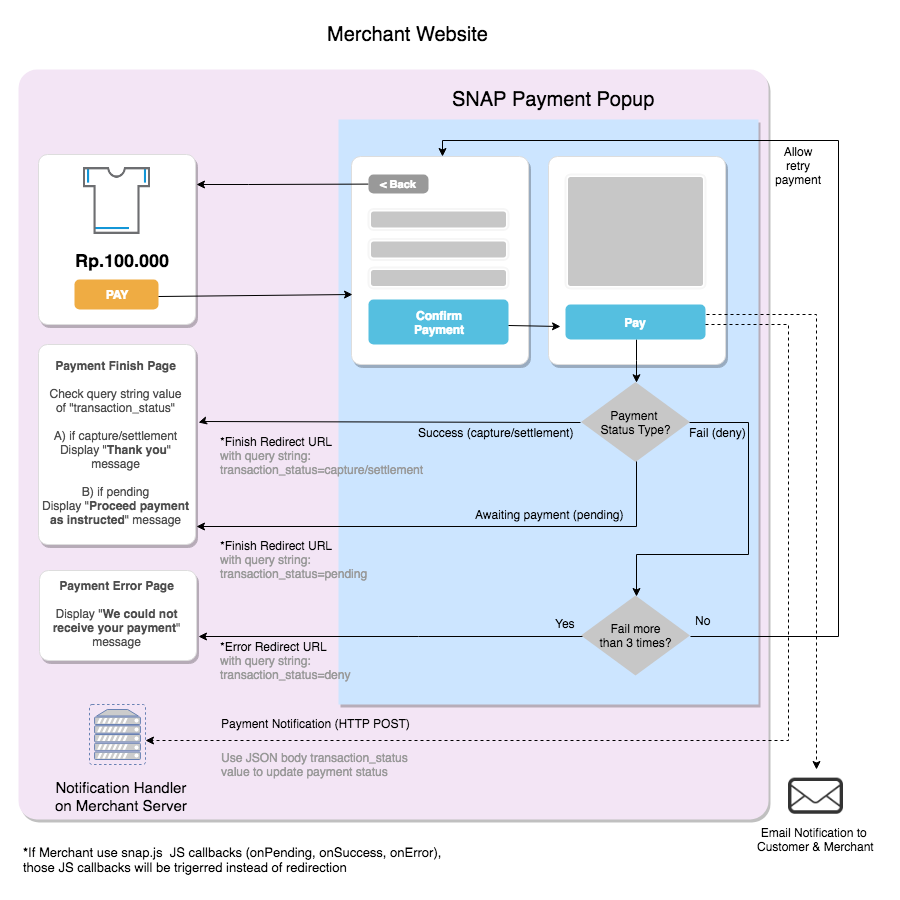 Merchant Website
SNAP Payment Popup
Allow
retry
payment
< Back
Rp.100.000
PAY
Confirm
Payment
Pay
Payment Finish Page
Check query string value
of "transaction_status"
A) if capture/settlement
Display "Thank you"
message
B) if pending
Display "Proceed payment
as instructed" message
Payment
Status Type?
Success (capture/settlement)
Fail (deny)
*Finish Redirect URL
with query string:
transaction_status=capture/settlement
Awaiting payment (pending)
*Finish Redirect URL
with query string:
transaction_status=pending
Payment Error Page
Display "We could not
receive your payment"
message
Yes
Fail more
than 3 times?
No
*Error Redirect URL
with query string:
transaction_status=deny
Payment Notification (HTTP POST)
Use JSON body transaction_status
value to update payment status
Notification Handler
on Merchant Server
Email Notification to
Customer & Merchant
*If Merchant use snap.js  JS callbacks (onPending, onSuccess, onError),
those JS callbacks will be trigerred instead of redirection